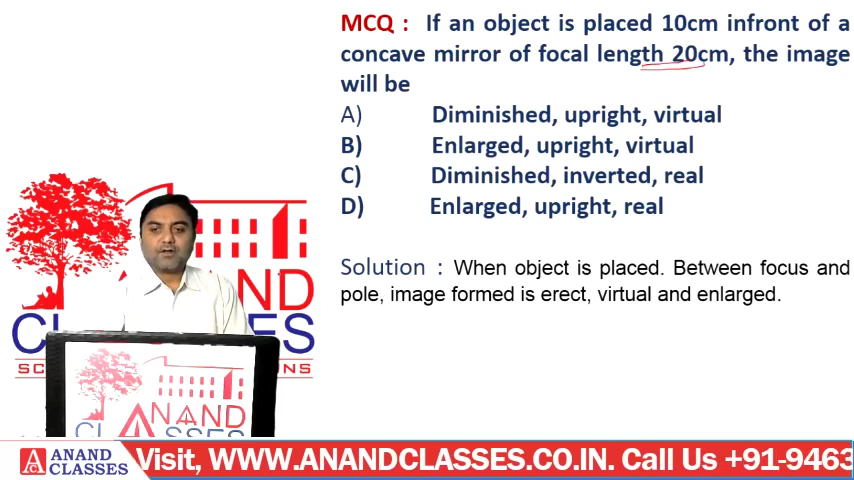 MCQ : If an object is placed 10cm infront of a
concave mirror of focal length 20cm, the image
will be
A) Diminished, upright, virtual
B) Enlarged, upright, virtual
C) Diminished, inverted, real
D) Enlarged, upright, real
Solution : When object is placed. Between focus and
pole, image formed is erect, virtual and enlarged.
ANAND
CLASSES
ANAND
CLASSES
Visit, WWW.ANANDCLASSES.CO.IN. Call Us +91-9463